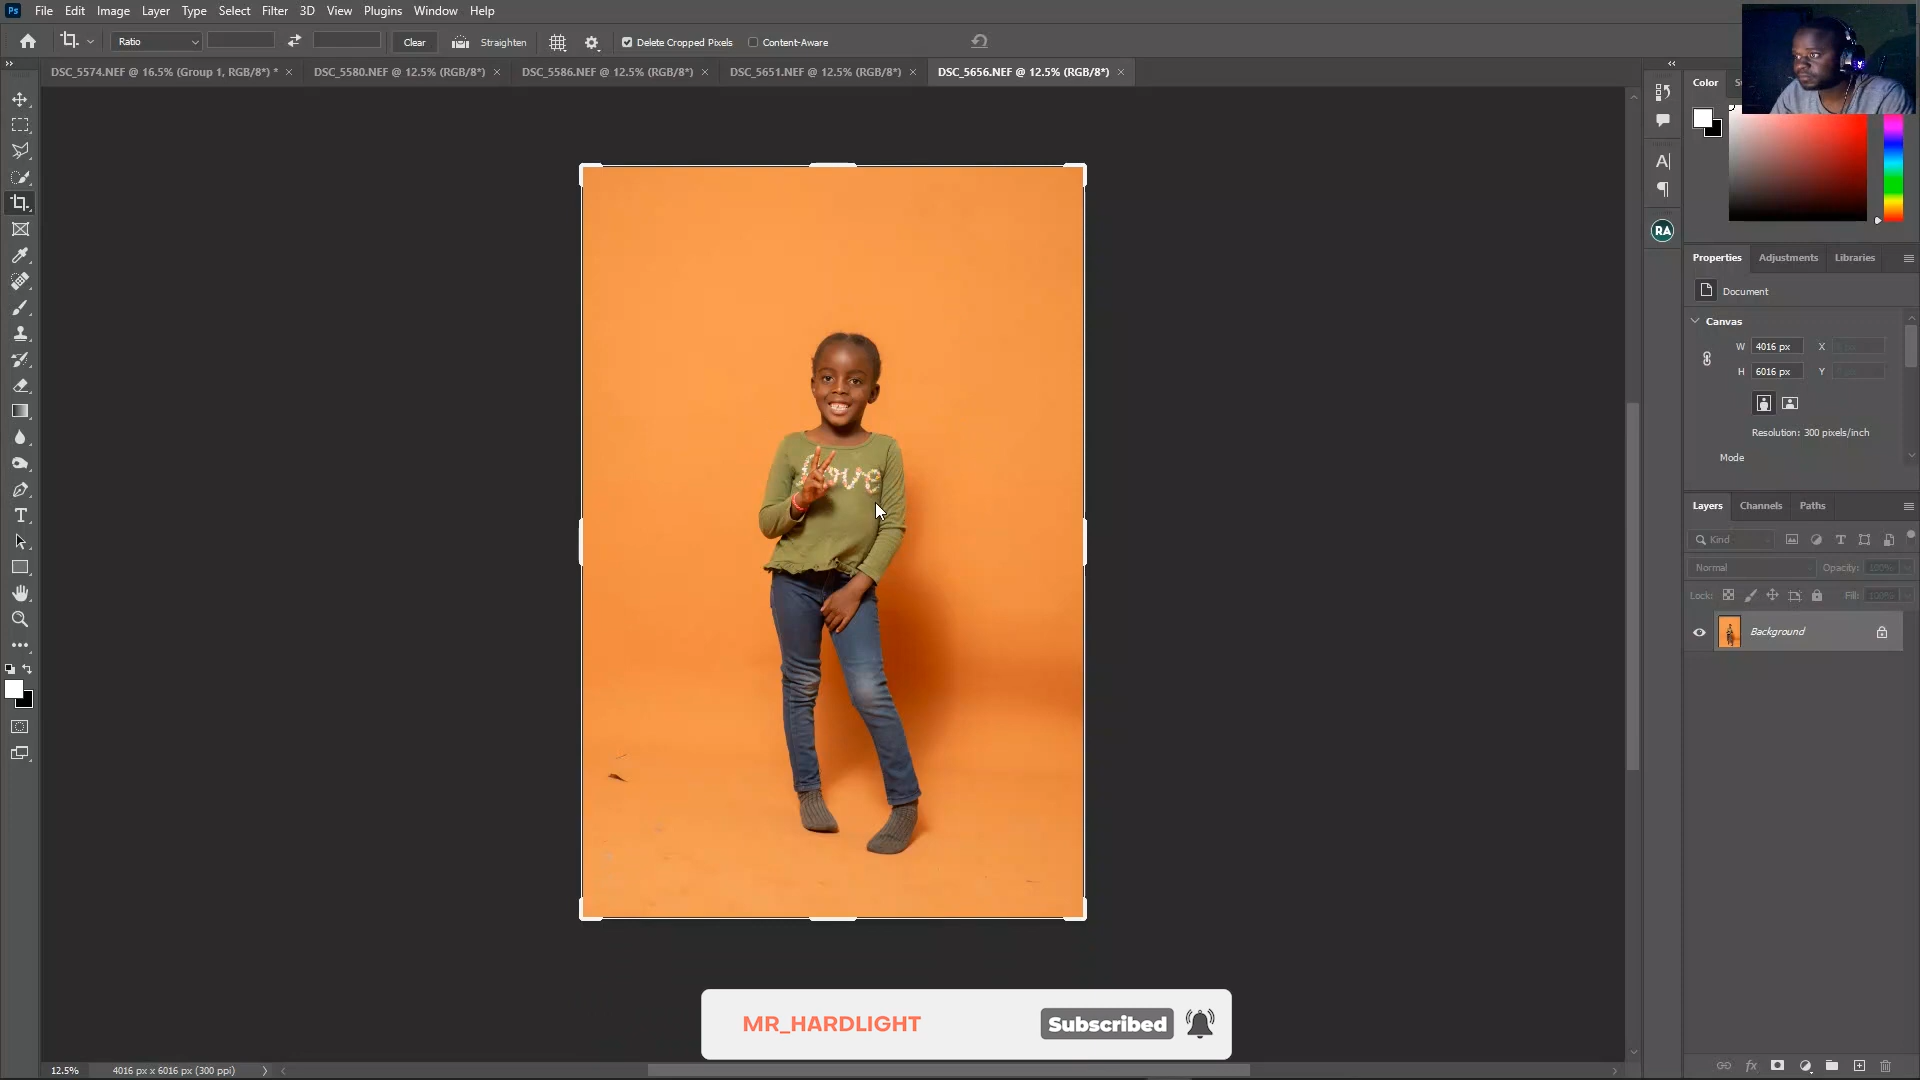 Ps File Edit Image Layer Type Select Filter 3D View Plugins Window Help
Ratio Clear Straighten Delete Cropped Pixels Content-Aware
DSC_5574.NEF @ 16.5% (Group 1, RGB/8*) * × DSC_5580.NEF @ 12.5% (RGB/8*) × DSC_5586.NEF @ 12.5% (RGB/8*) × DSC_5651.NEF @ 12.5% (RGB/8*) × DSC_5656.NEF @ 12.5% (RGB/8*) ×
Color
RA
Properties Adjustments Libraries
Document
Canvas
W 4016 px X
H 6016 px Y
Resolution: 300 pixels/inch
Mode
Layers Channels Paths
Kind
Normal Opacity: 100%
Lock: Fill: 100%
Background
love
MR_HARDLIGHT Subscribed
12.5% 4016 px x 6016 px (300 ppi)